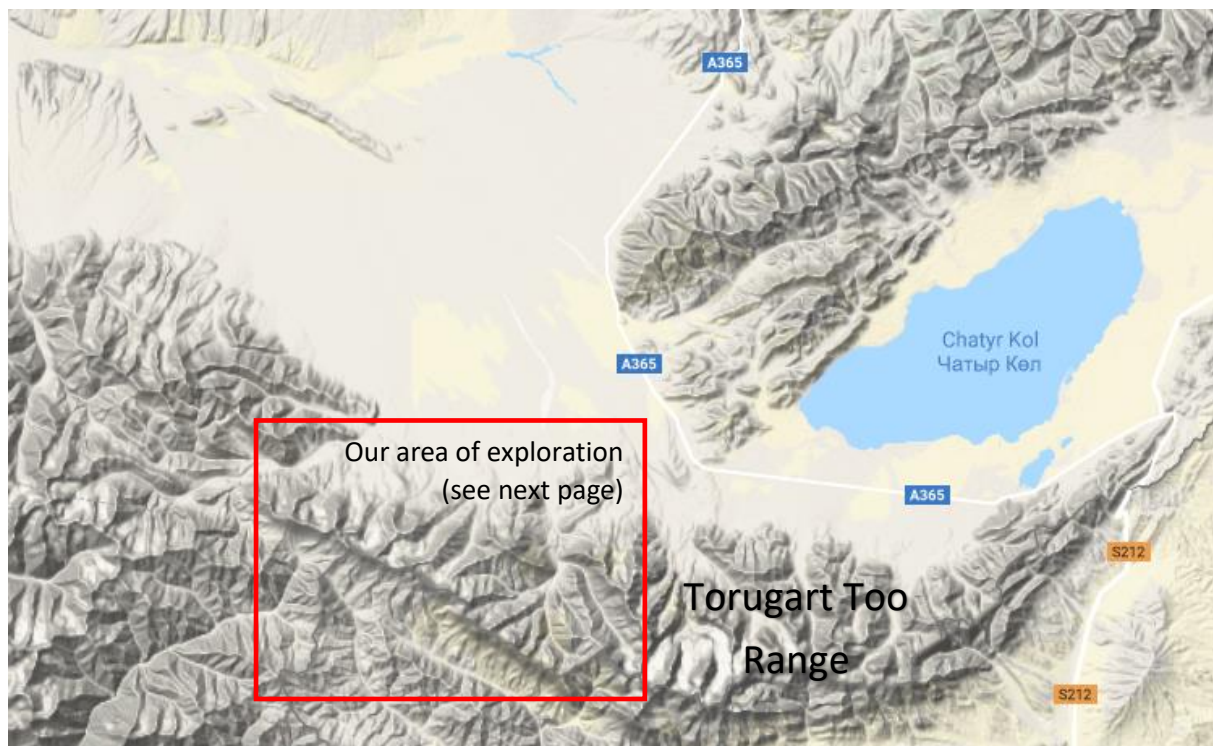 A365
Chatyr Kol
Чатыр Көл
A365
Our area of exploration
(see next page)
A365
S212
Torugart Too
Range
S212